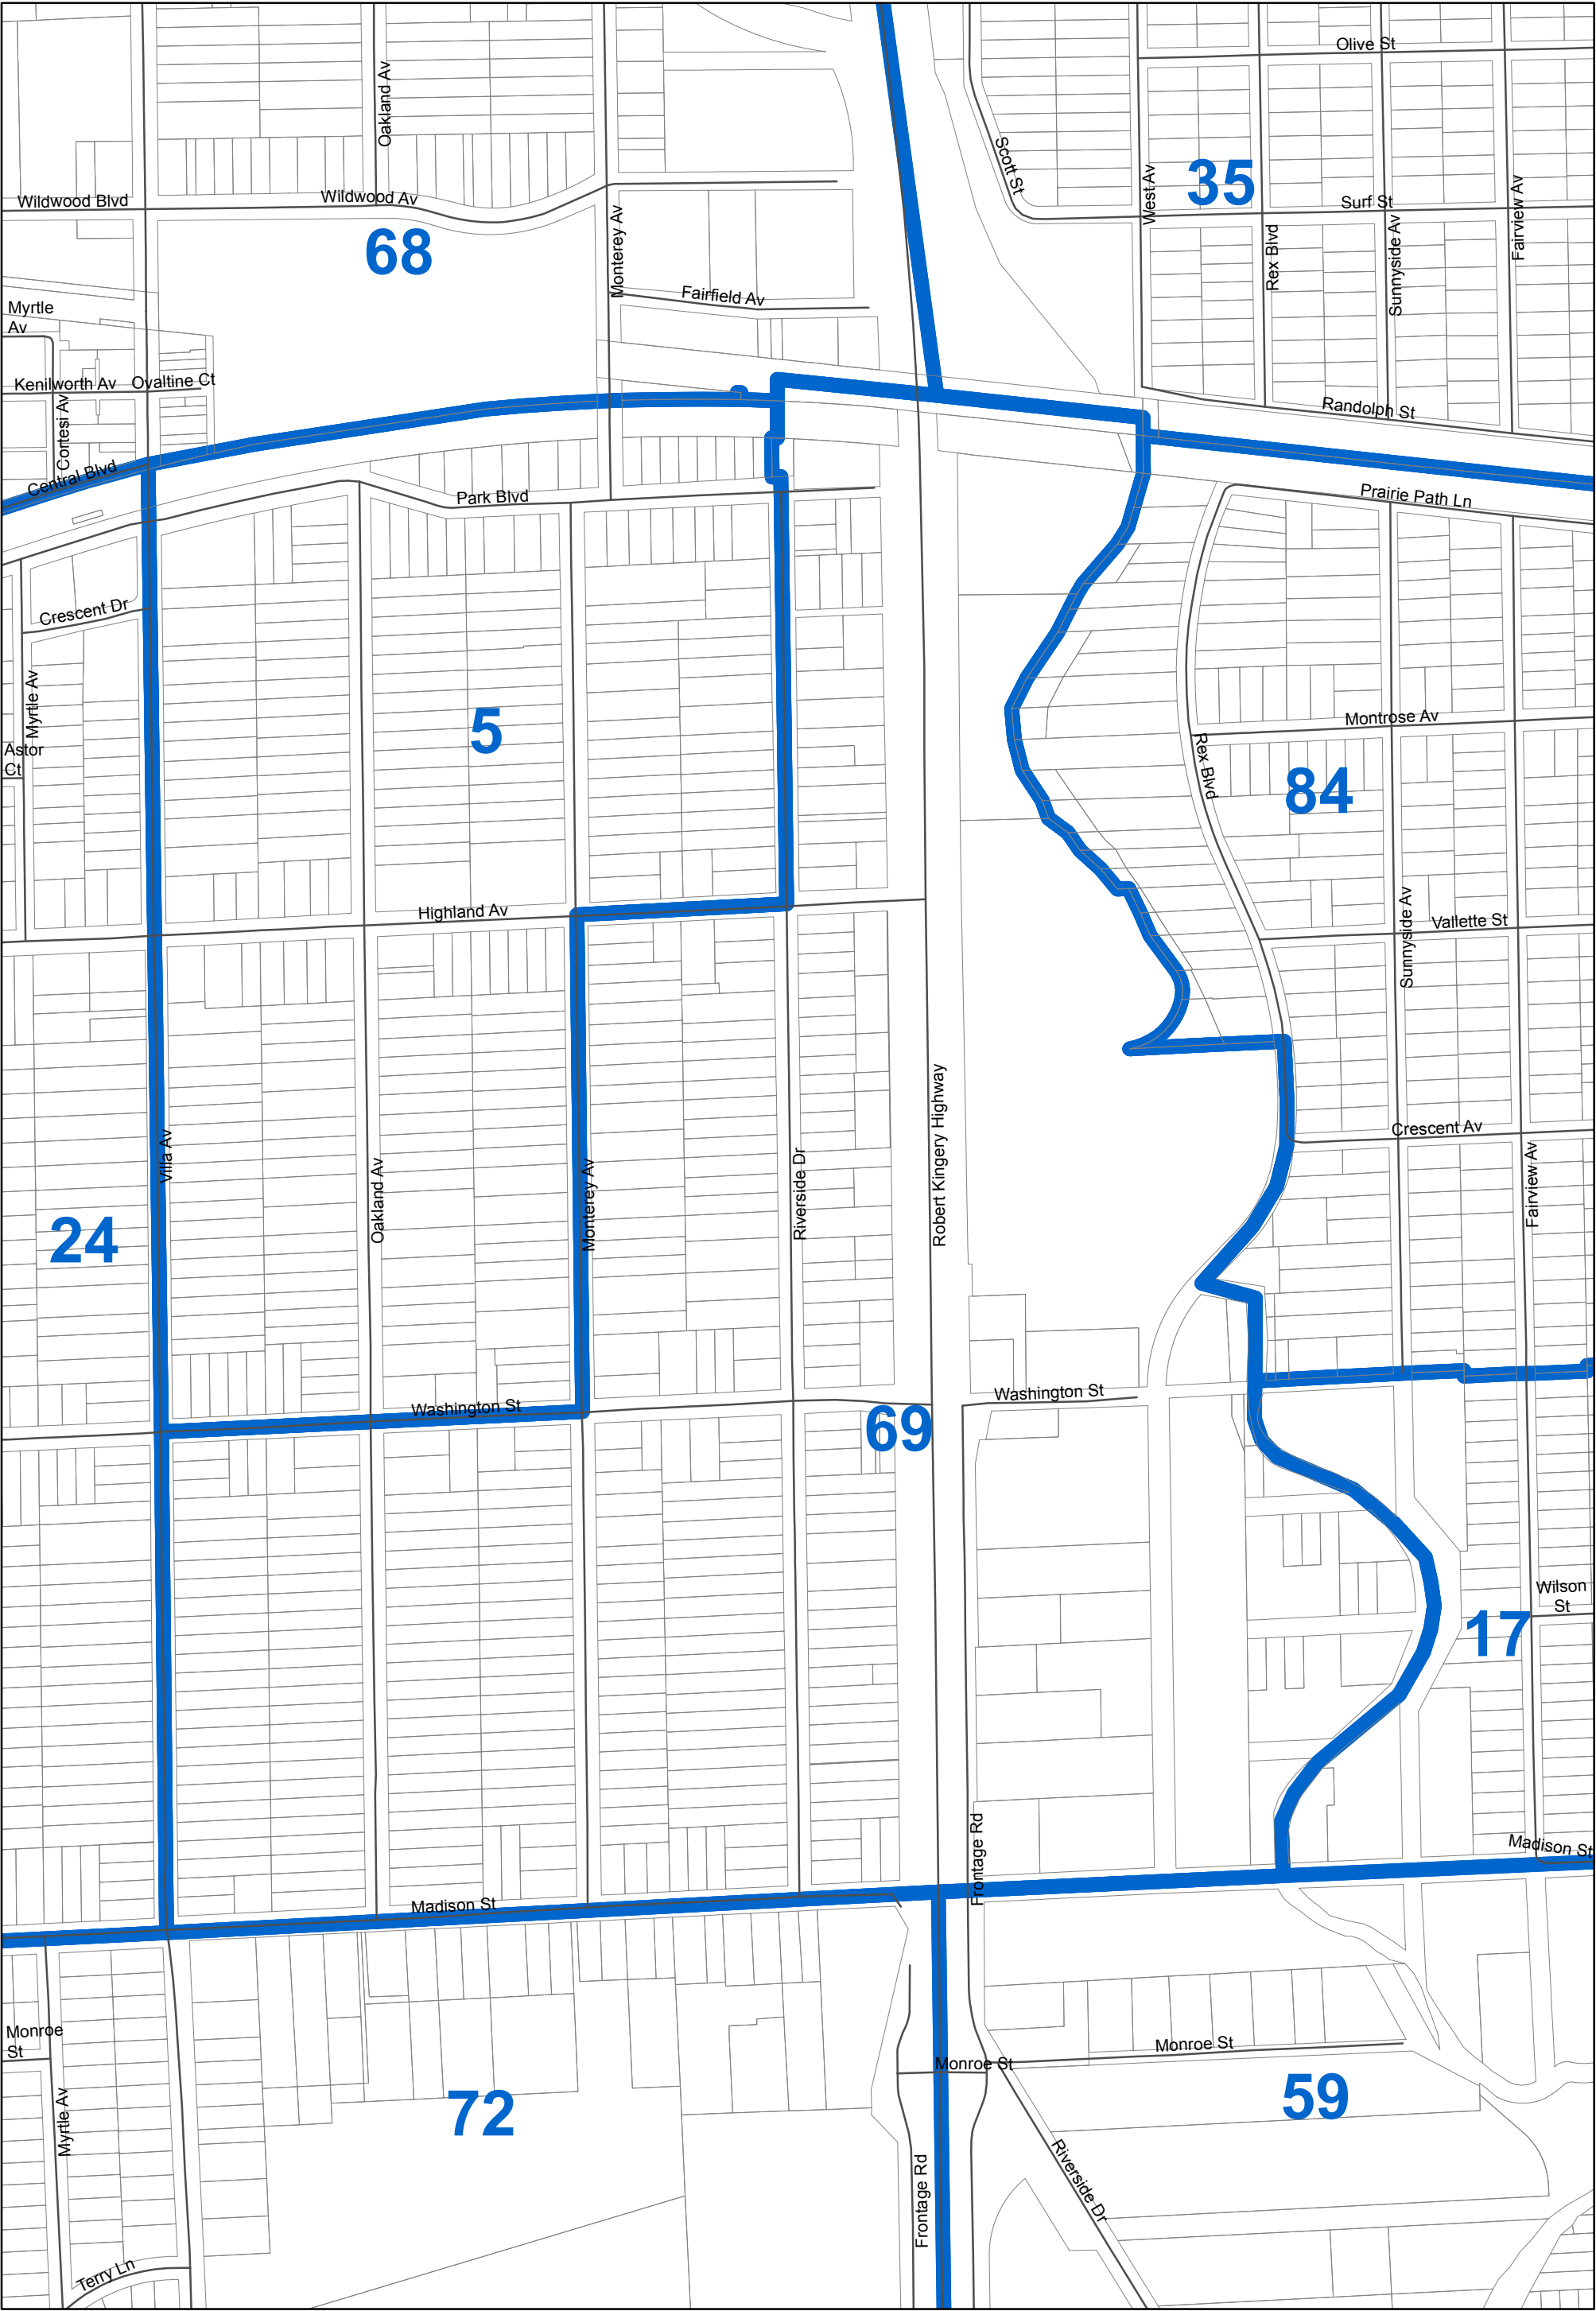 Olive St
Oakland Av
Scott St
West Av
35
Fairview Av
Wildwood Blvd
Wildwood Av
Surf St
68
Monterey Av
Rex Blvd
Sunnyside Av
Fairfield Av
Myrtle
Av
Kenilworth Av
Ovaltine Ct
Cortesi Av
Randolph St
Central Blvd
Park Blvd
Prairie Path Ln
Crescent Dr
Myrtle Av
5
Montrose Av
Astor
Ct
Rex Blvd
84
Highland Av
Sunnyside Av
Vallette St
Villa Av
Oakland Av
Monterey Av
Riverside Dr
Robert Kingery Highway
Crescent Av
Fairview Av
24
Washington St
69
Washington St
Wilson
St
17
Frontage Rd
Madison St
Madison St
Monroe
St
Myrtle Av
72
Monroe St
Monroe St
59
Frontage Rd
Riverside Dr
Terry Ln